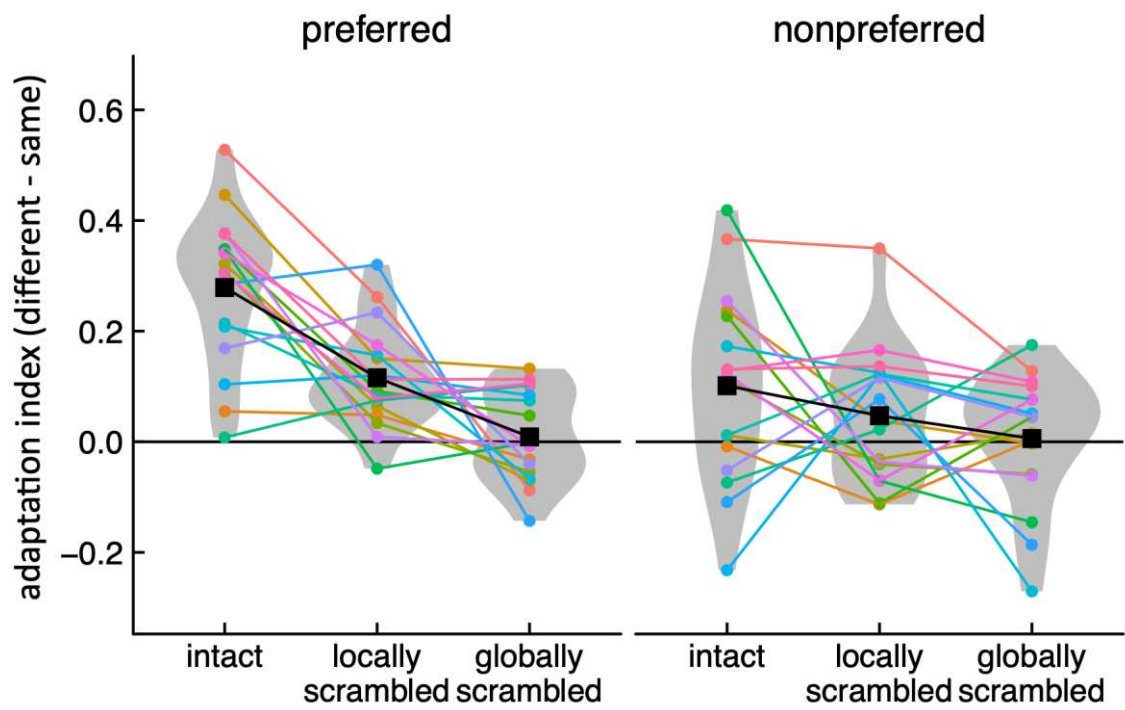 preferred
nonpreferred
adaptation index (different - same)
0.6
0.4
0.2
0.0
−0.2
intact
locally
scrambled
globally
scrambled
intact
locally
scrambled
globally
scrambled